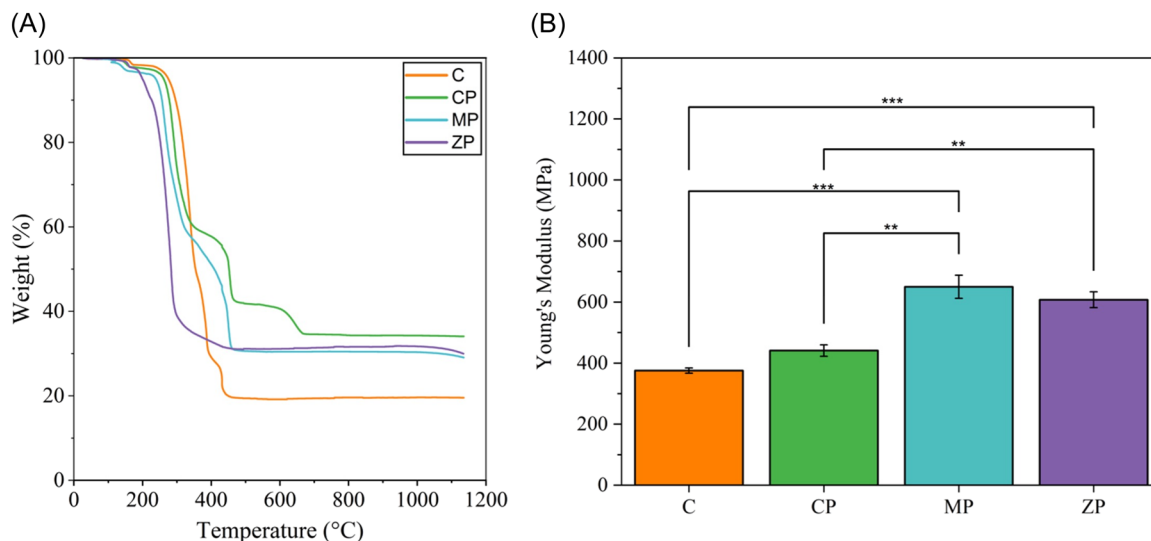 (A)
100
80
60
40
20
0
Weight (%)
0 200 400 600 800 1000 1200
Temperature (°C)
C
CP
MP
ZP
(B)
1400
1200
1000
800
600
400
200
0
Young's Modulus (MPa)
***
**
***
**
C CP MP ZP